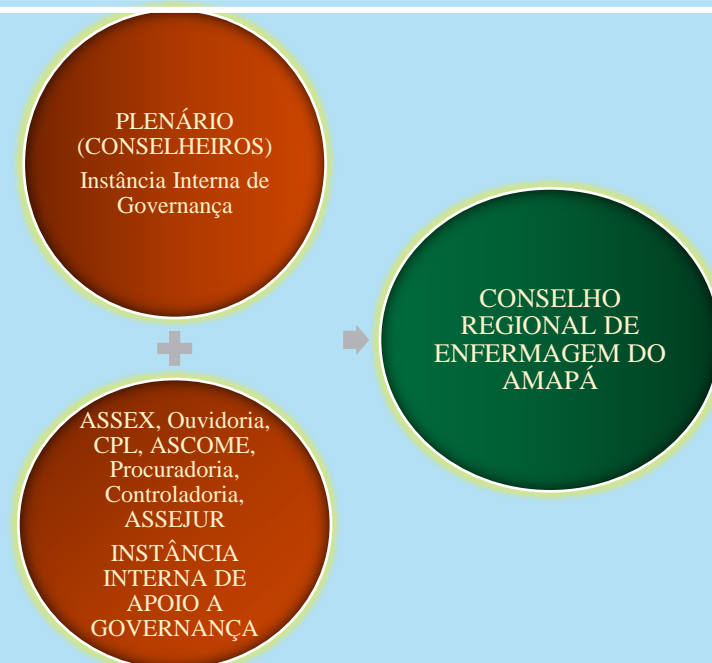 PLENÁRIO
(CONSELHEIROS)
Instância Interna de
Governança
ASSEX, Ouvidoria,
CPL, ASCOME,
Procuradoria,
Controladoria,
ASSEJUR
INSTÂNCIA
INTERNA DE
APOIO A
GOVERNANÇA
CONSELHO
REGIONAL DE
ENFERMAGEM DO
AMAPÁ